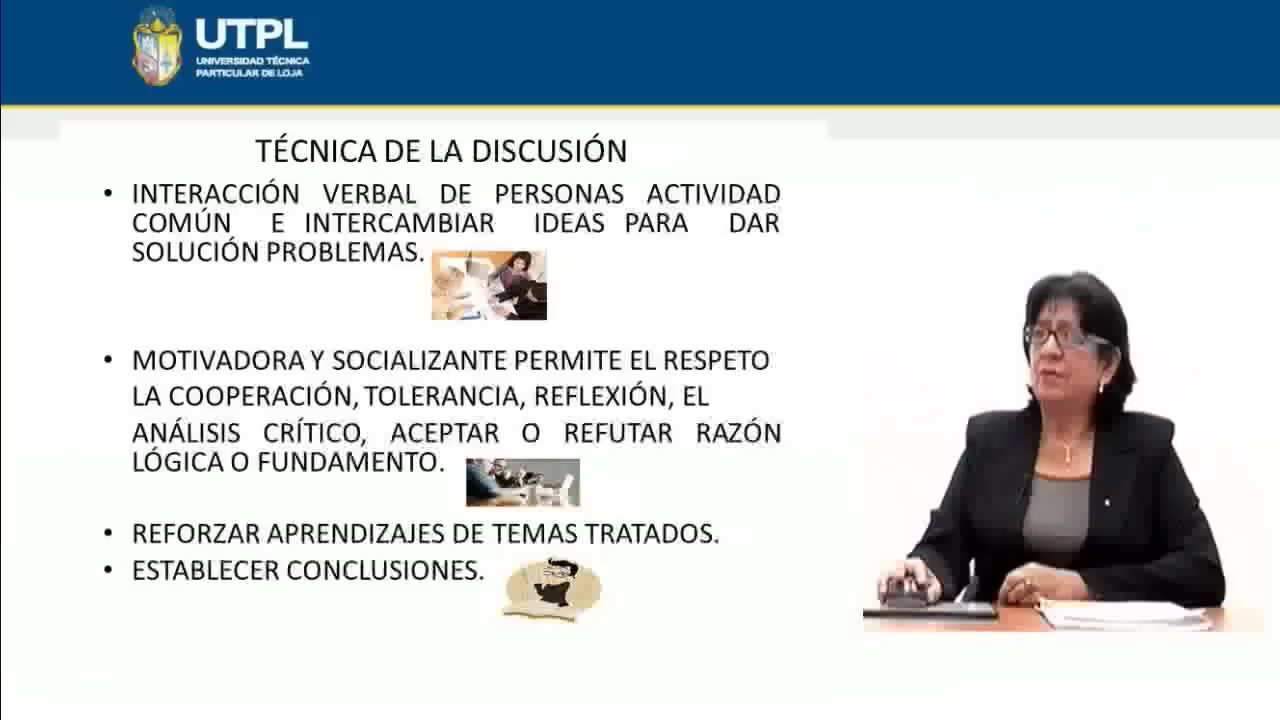 UTPL
UNIVERSIDAD TÉCNICA
PARTICULAR DE LOJA
TÉCNICA DE LA DISCUSIÓN
• INTERACCIÓN VERBAL DE PERSONAS ACTIVIDAD
COMÚN E INTERCAMBIAR IDEAS PARA DAR
SOLUCIÓN PROBLEMAS.
• MOTIVADORA Y SOCIALIZANTE PERMITE EL RESPETO
LA COOPERACIÓN, TOLERANCIA, REFLEXIÓN, EL
ANÁLISIS CRÍTICO, ACEPTAR O REFUTAR RAZÓN
LÓGICA O FUNDAMENTO.
• REFORZAR APRENDIZAJES DE TEMAS TRATADOS.
• ESTABLECER CONCLUSIONES.